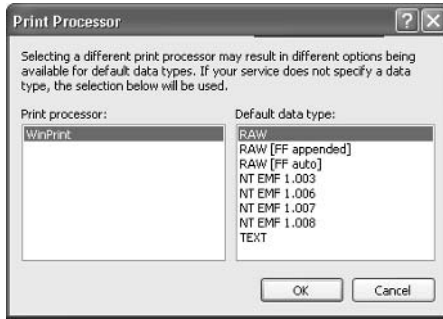 Print Processor
Selecting a different print processor may result in different options being
available for default data types. If your service does not specify a data
type, the selection below will be used.
Print processor:
WinPrint
Default data type:
RAW
RAW [FF appended]
RAW [FF auto]
NT EMF 1.003
NT EMF 1.006
NT EMF 1.007
NT EMF 1.008
TEXT
OK
Cancel